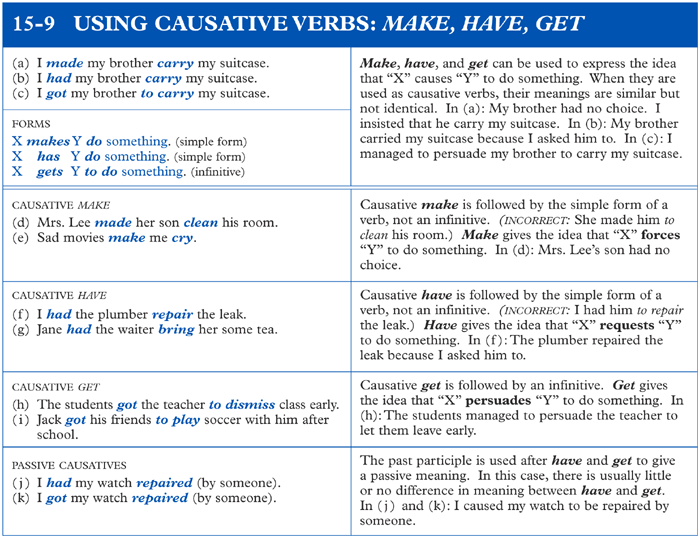 15-9 USING CAUSATIVE VERBS: MAKE, HAVE, GET
(a) I made my brother carry my suitcase.
(b) I had my brother carry my suitcase.
(c) I got my brother to carry my suitcase.
FORMS
X makes Y do something. (simple form)
X has Y do something. (simple form)
X gets Y to do something. (infinitive)
Make, have, and get can be used to express the idea
that “X” causes “Y” to do something. When they are
used as causative verbs, their meanings are similar but
not identical. In (a): My brother had no choice. I
insisted that he carry my suitcase. In (b): My brother
carried my suitcase because I asked him to. In (c): I
managed to persuade my brother to carry my suitcase.
CAUSATIVE MAKE
(d) Mrs. Lee made her son clean his room.
(e) Sad movies make me cry.
Causative make is followed by the simple form of a
verb, not an infinitive. (INCORRECT: She made him to
clean his room.) Make gives the idea that “X” forces
“Y” to do something. In (d): Mrs. Lee’s son had no
choice.
CAUSATIVE HAVE
(f) I had the plumber repair the leak.
(g) Jane had the waiter bring her some tea.
Causative have is followed by the simple form of a
verb, not an infinitive. (INCORRECT: I had him to repair
the leak.) Have gives the idea that “X” requests “Y”
to do something. In (f): The plumber repaired the
leak because I asked him to.
CAUSATIVE GET
(h) The students got the teacher to dismiss class early.
(i) Jack got his friends to play soccer with him after
school.
Causative get is followed by an infinitive. Get gives
the idea that “X” persuades “Y” to do something. In
(h): The students managed to persuade the teacher to
let them leave early.
PASSIVE CAUSATIVES
(j) I had my watch repaired (by someone).
(k) I got my watch repaired (by someone).
The past participle is used after have and get to give
a passive meaning. In this case, there is usually little
or no difference in meaning between have and get.
In (j) and (k): I caused my watch to be repaired by
someone.